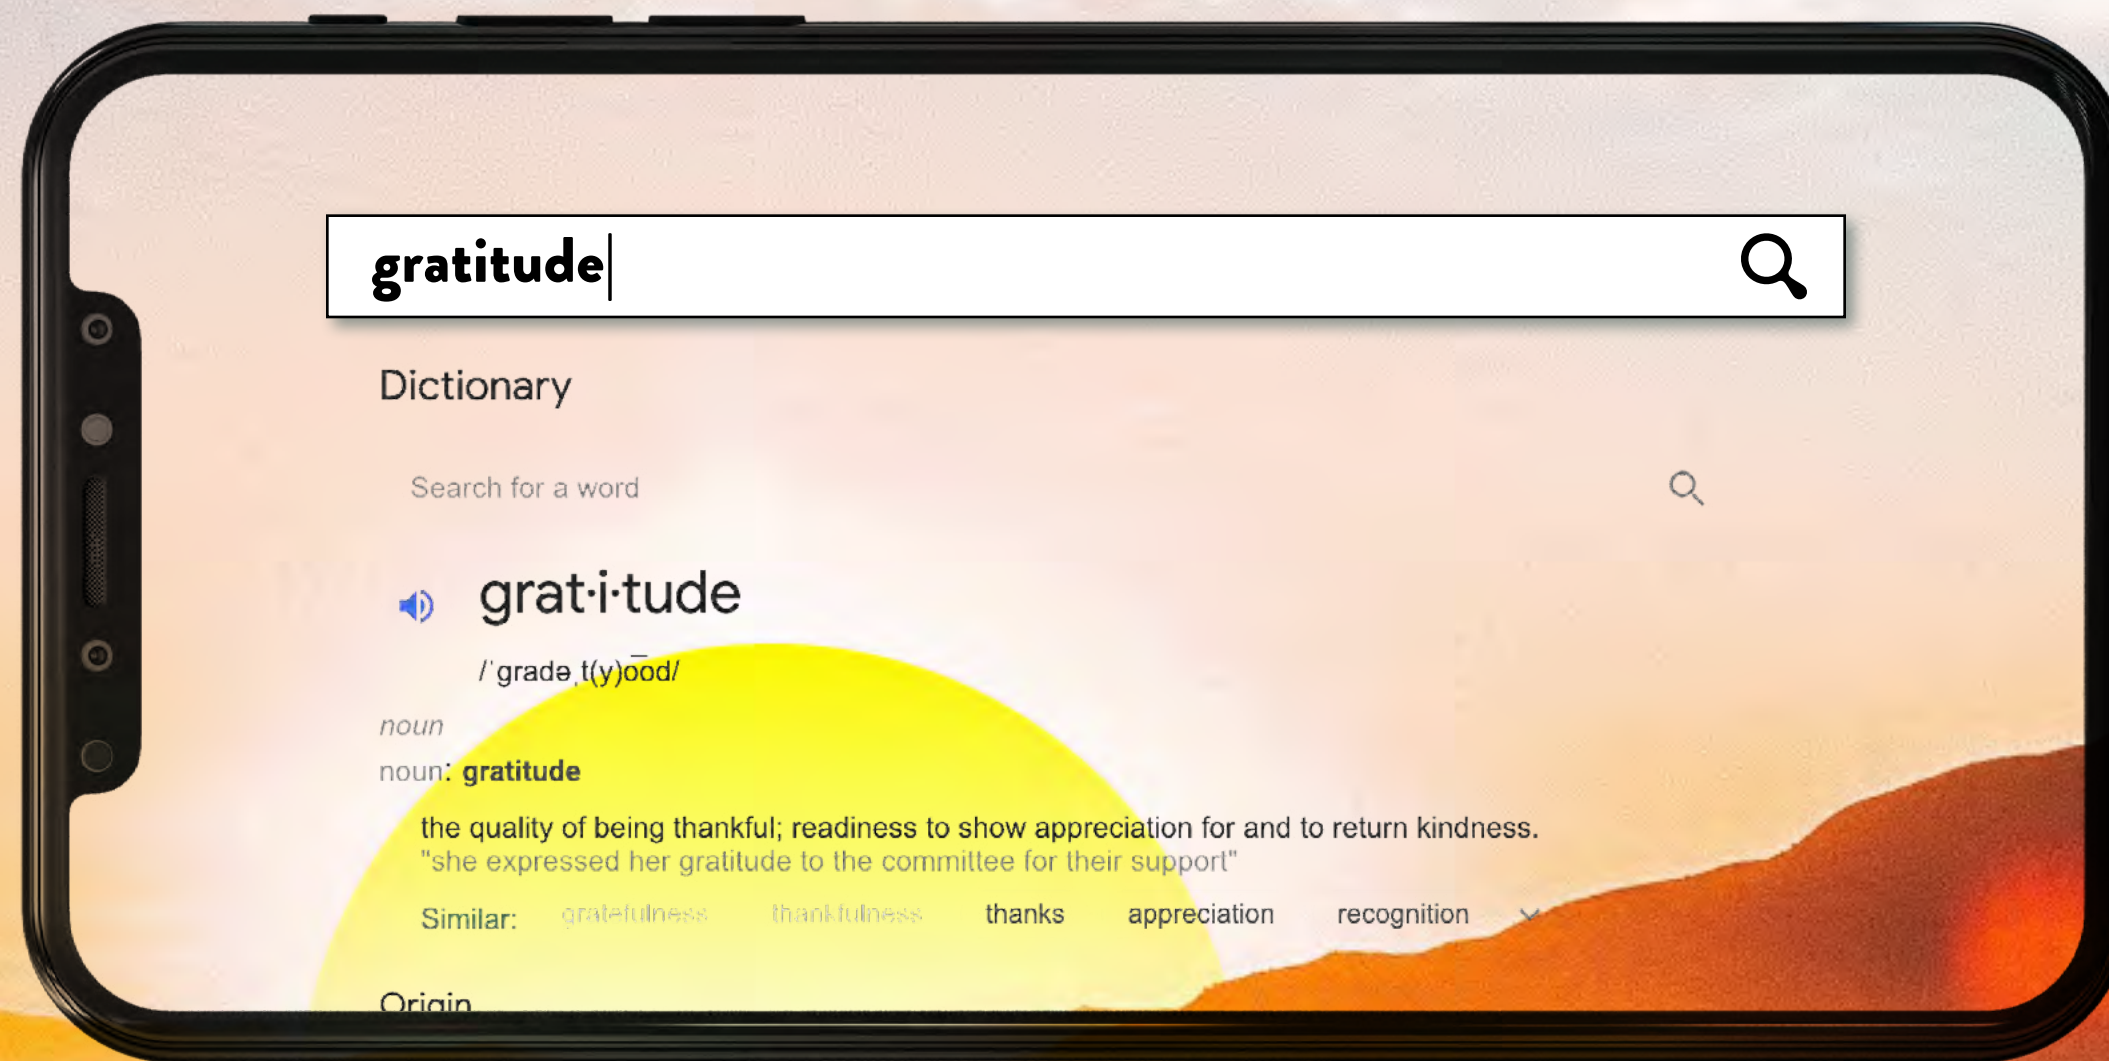 gratitude
Dictionary
Search for a word
grat·i·tude
/ˈɡradəˌt(y)o͞od/
noun
noun: gratitude
the quality of being thankful; readiness to show appreciation for and to return kindness.
"she expressed her gratitude to the committee for their support"
Similar: gratefulness thankfulness thanks appreciation recognition
Origin